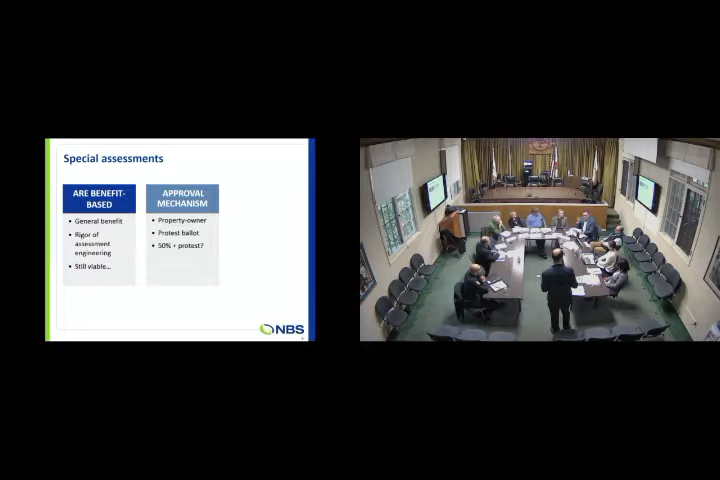 Special assessments
ARE BENEFIT-
BASED
• General benefit
• Rigor of
assessment
engineering
• Still viable...
APPROVAL
MECHANISM
• Property-owner
• Protest ballot
• 50% + protest?
NBS